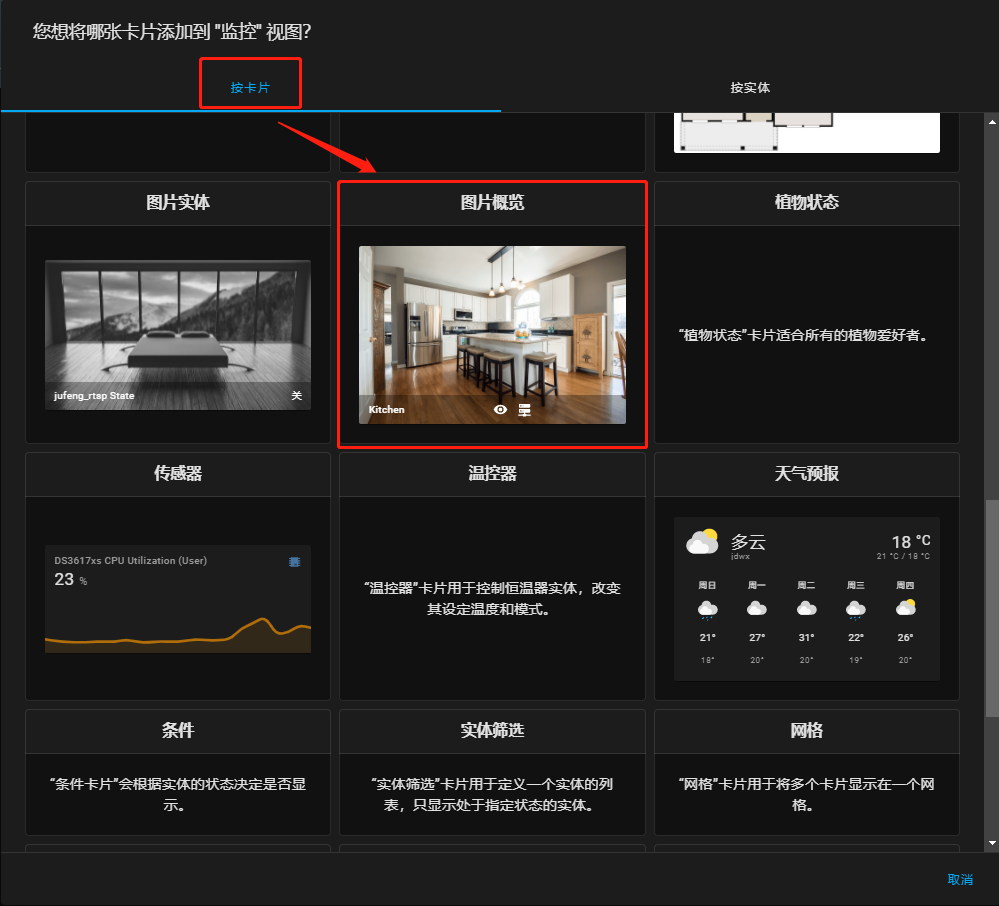 您想将哪张卡片添加到 "监控" 视图?
按卡片
按实体
图片实体
图片概览
植物状态
jufeng_rtsp State
关
Kitchen
“植物状态”卡片适合所有的植物爱好者。
传感器
温控器
天气预报
DS3617xs CPU Utilization (User)
23 %
“温控器”卡片用于控制恒温器实体，改变
其设定温度和模式。
多云
jdwx
18 °C
21 °C / 18 °C
周日 周一 周二 周三 周四
21° 27° 31° 22° 26°
18° 20° 20° 19° 20°
条件
实体筛选
网格
“条件卡片”会根据实体的状态决定是否显
示。
“实体筛选”卡片用于定义一个实体的列
表，只显示处于指定状态的实体。
“网格”卡片用于将多个卡片显示在一个网
格。
取消